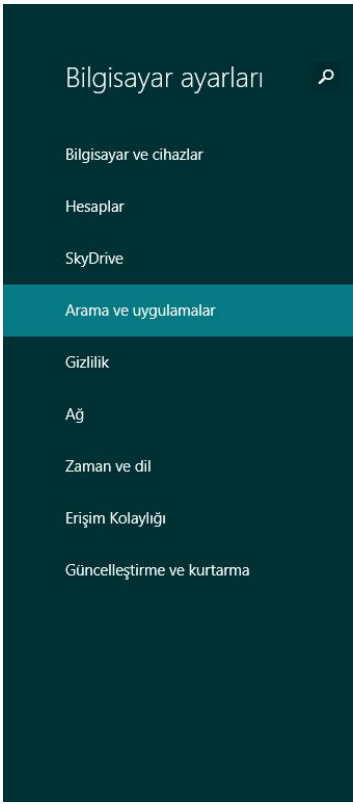 Bilgisayar ayarları
Bilgisayar ve cihazlar
Hesaplar
SkyDrive
Arama ve uygulamalar
Gizlilik
Ağ
Zaman ve dil
Erişim Kolaylığı
Güncelleştirme ve kurtarma